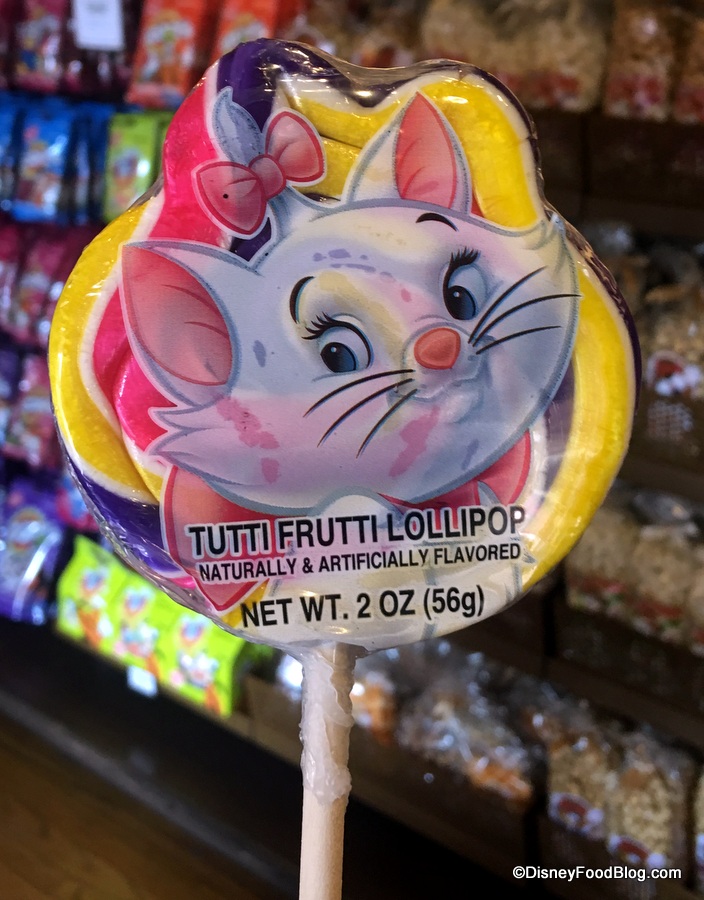 TUTTI FRUTTI LOLLIPOP
NATURALLY & ARTIFICIALLY FLAVORED
NET WT. 2 OZ (56g)
©DisneyFoodBlog.com